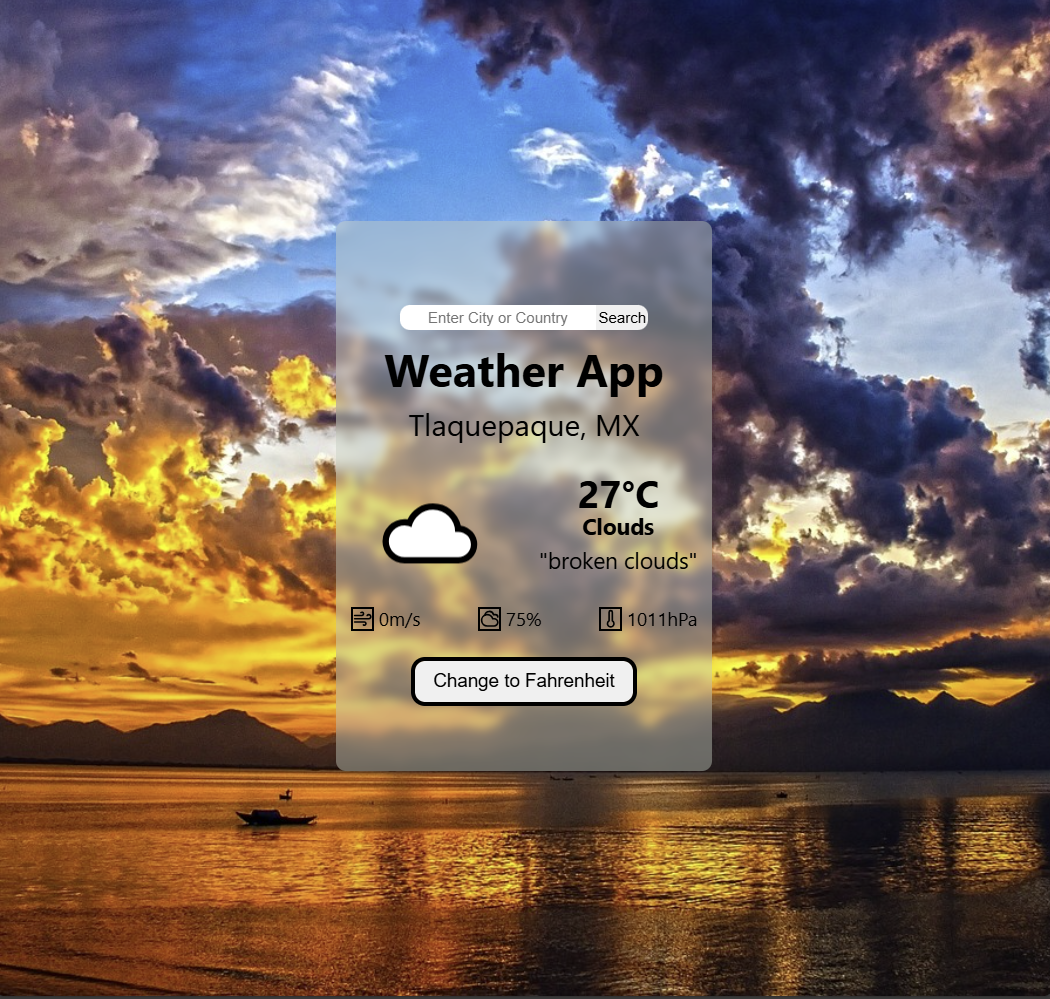 Enter City or Country Search
Weather App
Tlaquepaque, MX
27°C
Clouds
"broken clouds"
0m/s 75% 1011hPa
Change to Fahrenheit